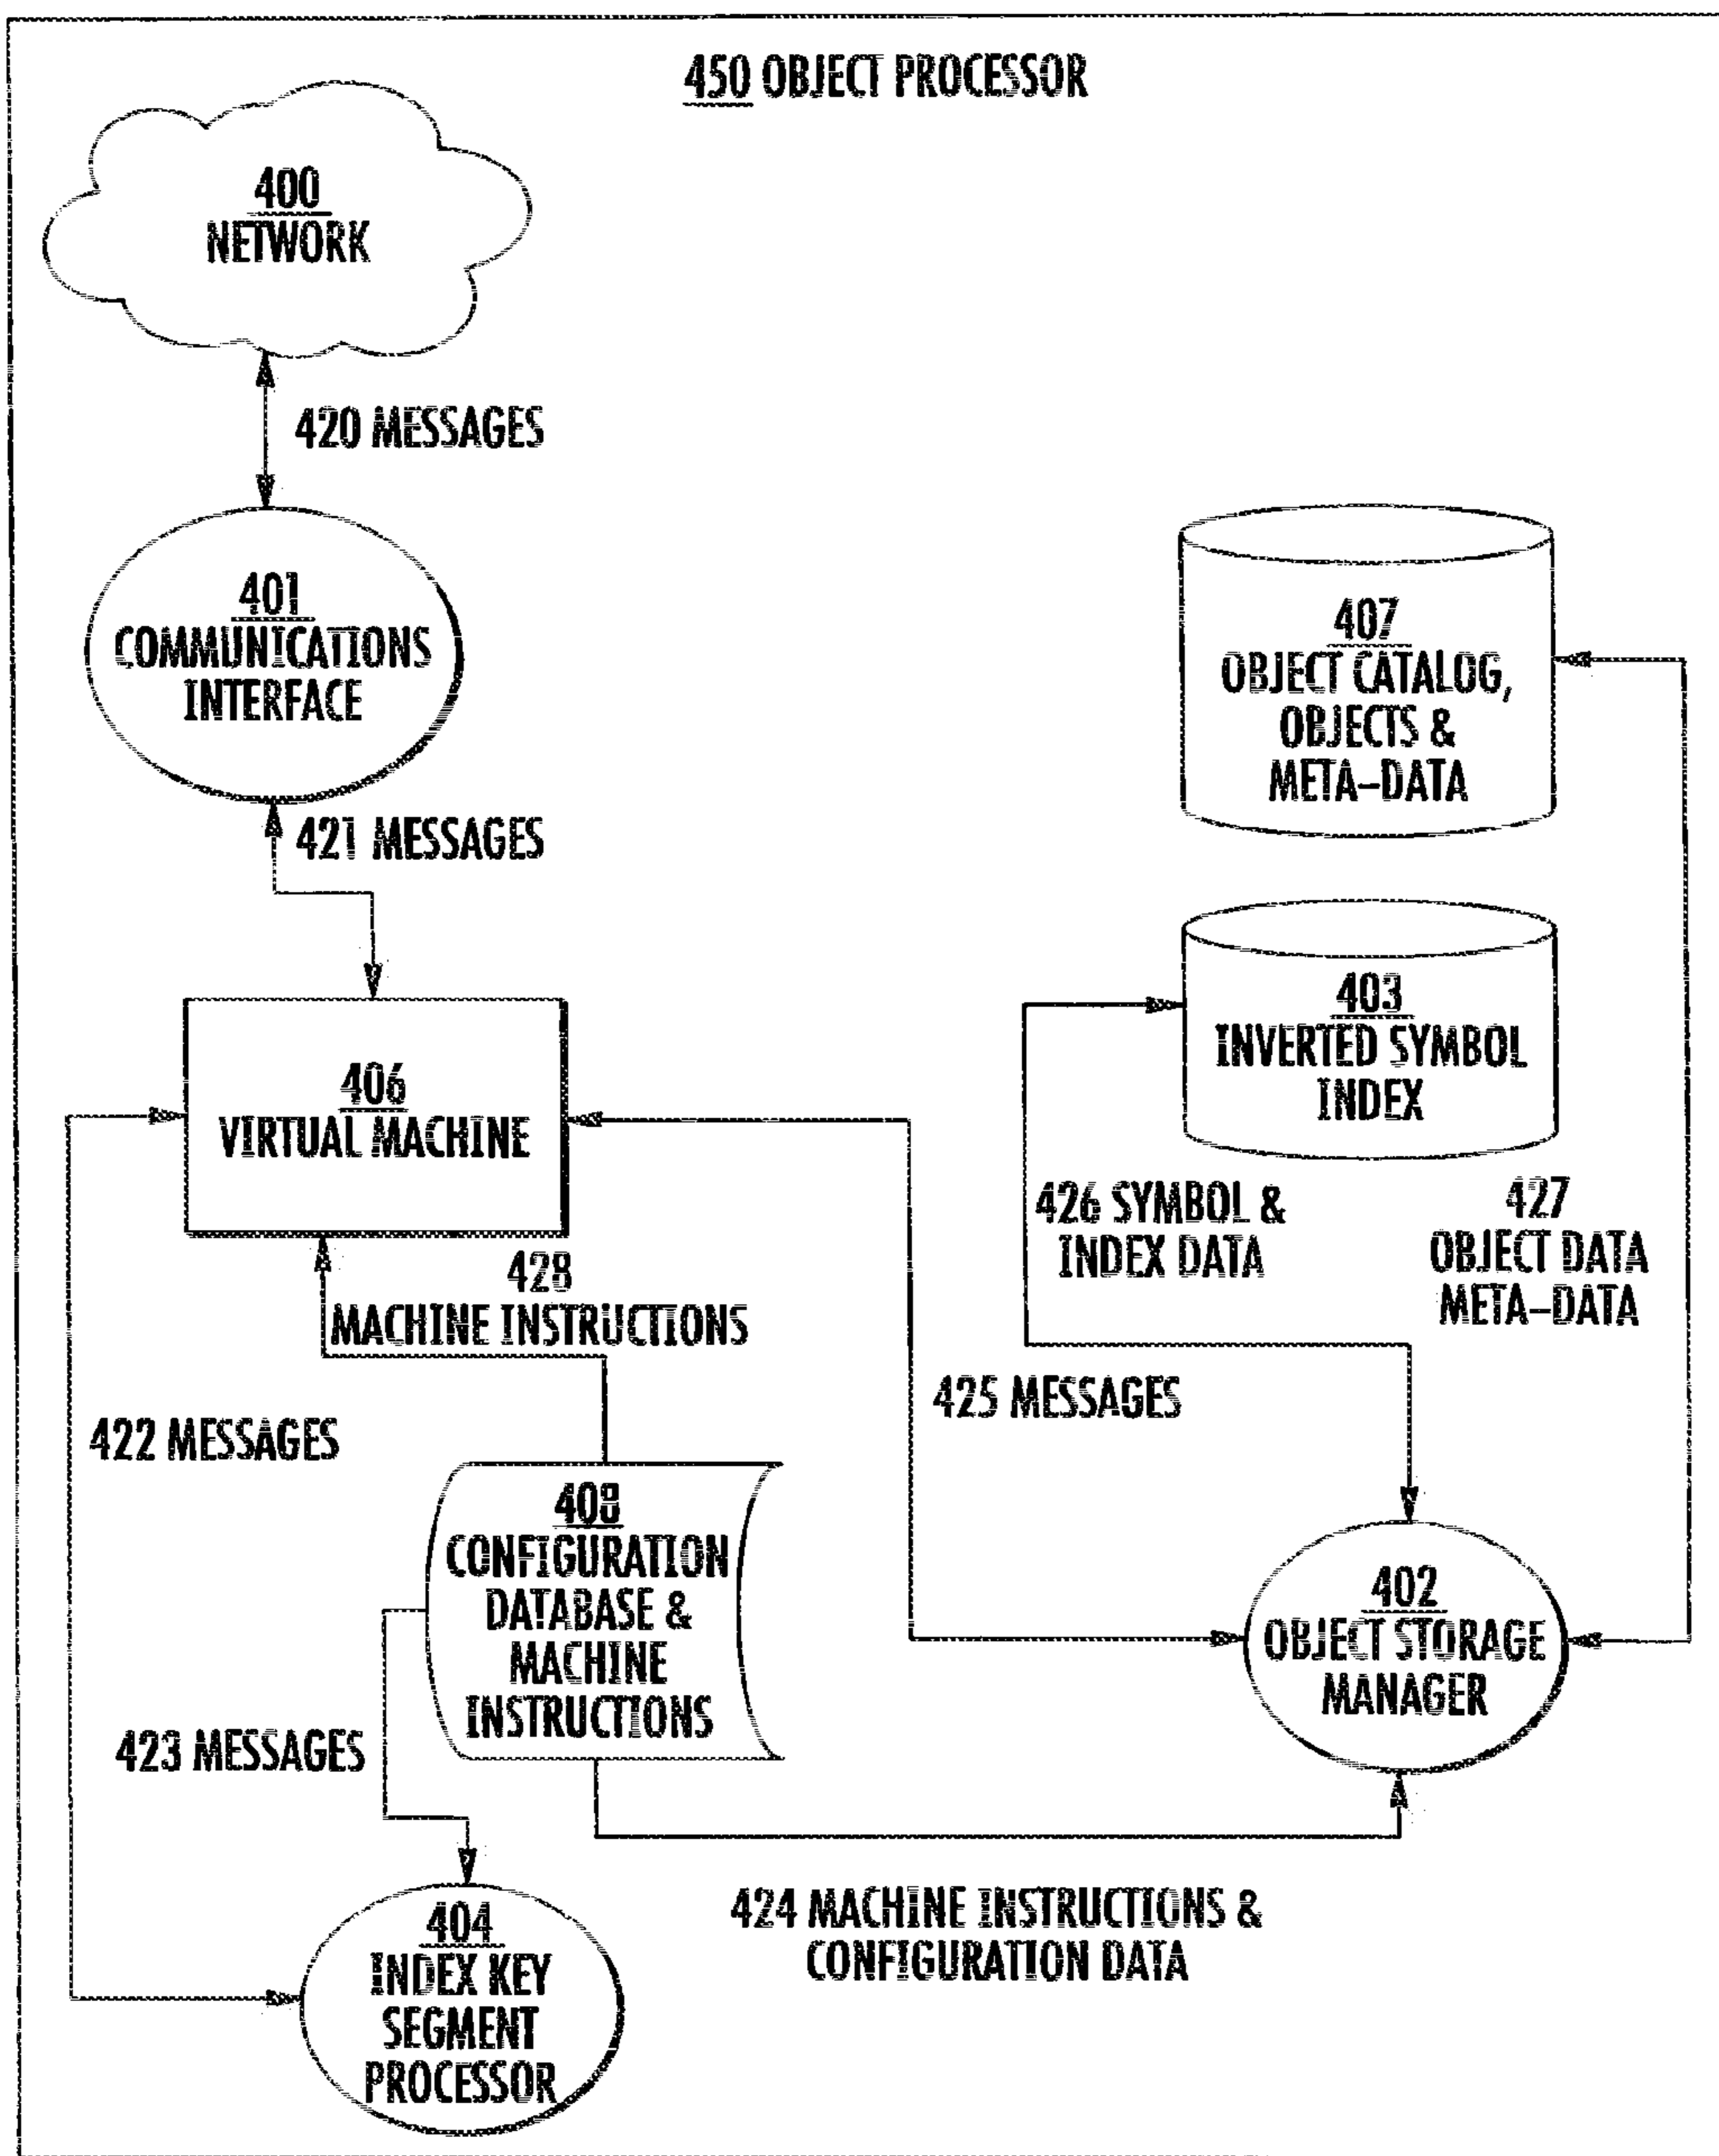 450 OBJECT PROCESSOR
400
NETWORK
420 MESSAGES
401
COMMUNICATIONS
INTERFACE
407
OBJECT CATALOG,
OBJECTS &
META-DATA
421 MESSAGES
403
INVERTED SYMBOL
INDEX
406
VIRTUAL MACHINE
426 SYMBOL &
INDEX DATA
427
OBJECT DATA
META-DATA
428
MACHINE INSTRUCTIONS
425 MESSAGES
422 MESSAGES
408
CONFIGURATION
DATABASE &
MACHINE
INSTRUCTIONS
402
OBJECT STORAGE
MANAGER
423 MESSAGES
424 MACHINE INSTRUCTIONS &
CONFIGURATION DATA
404
INDEX KEY
SEGMENT
PROCESSOR